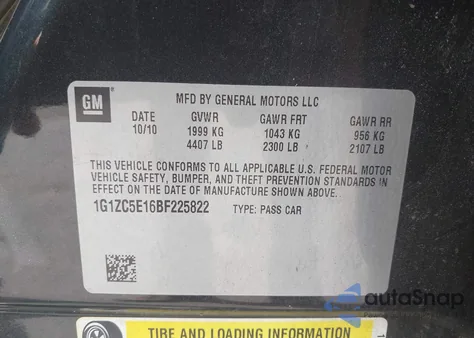 GM
MFD BY GENERAL MOTORS LLC
DATE GVWR GAWR FRT GAWR RR
10/10 1999 KG 1043 KG 956 KG
4407 LB 2300 LB 2107 LB
THIS VEHICLE CONFORMS TO ALL APPLICABLE U.S. FEDERAL MOTOR
VEHICLE SAFETY, BUMPER, AND THEFT PREVENTION STANDARDS IN
EFFECT ON THE DATE OF MANUFACTURE SHOWN ABOVE.
1G1ZC5E16BF225822 TYPE: PASS CAR
autoSnap
TIRE AND LOADING INFORMATION